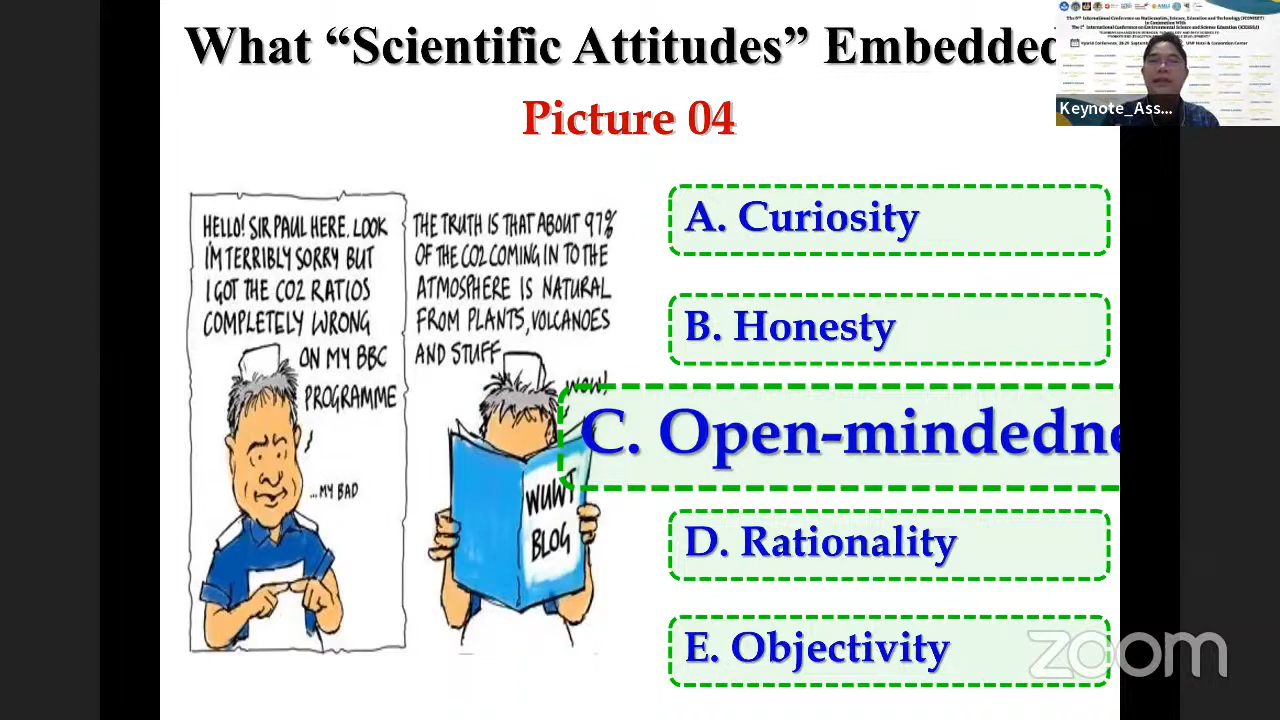 What “Scientific Attitudes” Embedded
Picture 04
HELLO! SIR PAUL HERE. LOOK
I'M TERRIBLY SORRY BUT
I GOT THE CO2 RATIOS
COMPLETELY WRONG
ON MY BBC
PROGRAMME
...MY BAD
THE TRUTH IS THAT ABOUT 97%
OF THE CO2 COMING IN TO THE
ATMOSPHERE IS NATURAL
FROM PLANTS, VOLCANOES
AND STUFF
WOW!
WUWT
BLOG
A. Curiosity
B. Honesty
C. Open-mindedne
D. Rationality
E. Objectivity
Keynote_Ass...
zoom